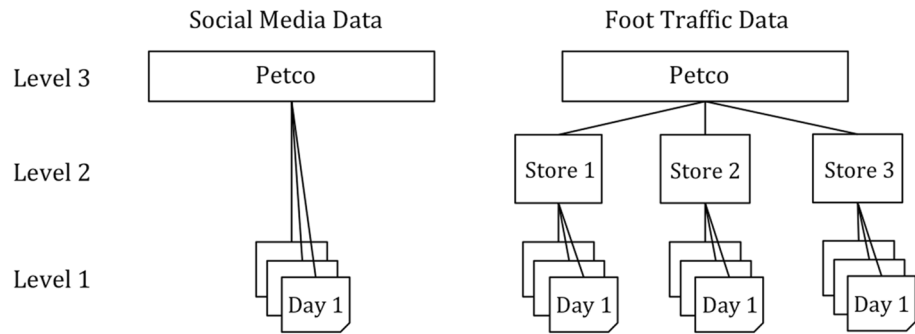 Social Media Data
Foot Traffic Data
Level 3
Petco
Petco
Level 2
Store 1
Store 2
Store 3
Level 1
Day 1
Day 1
Day 1
Day 1